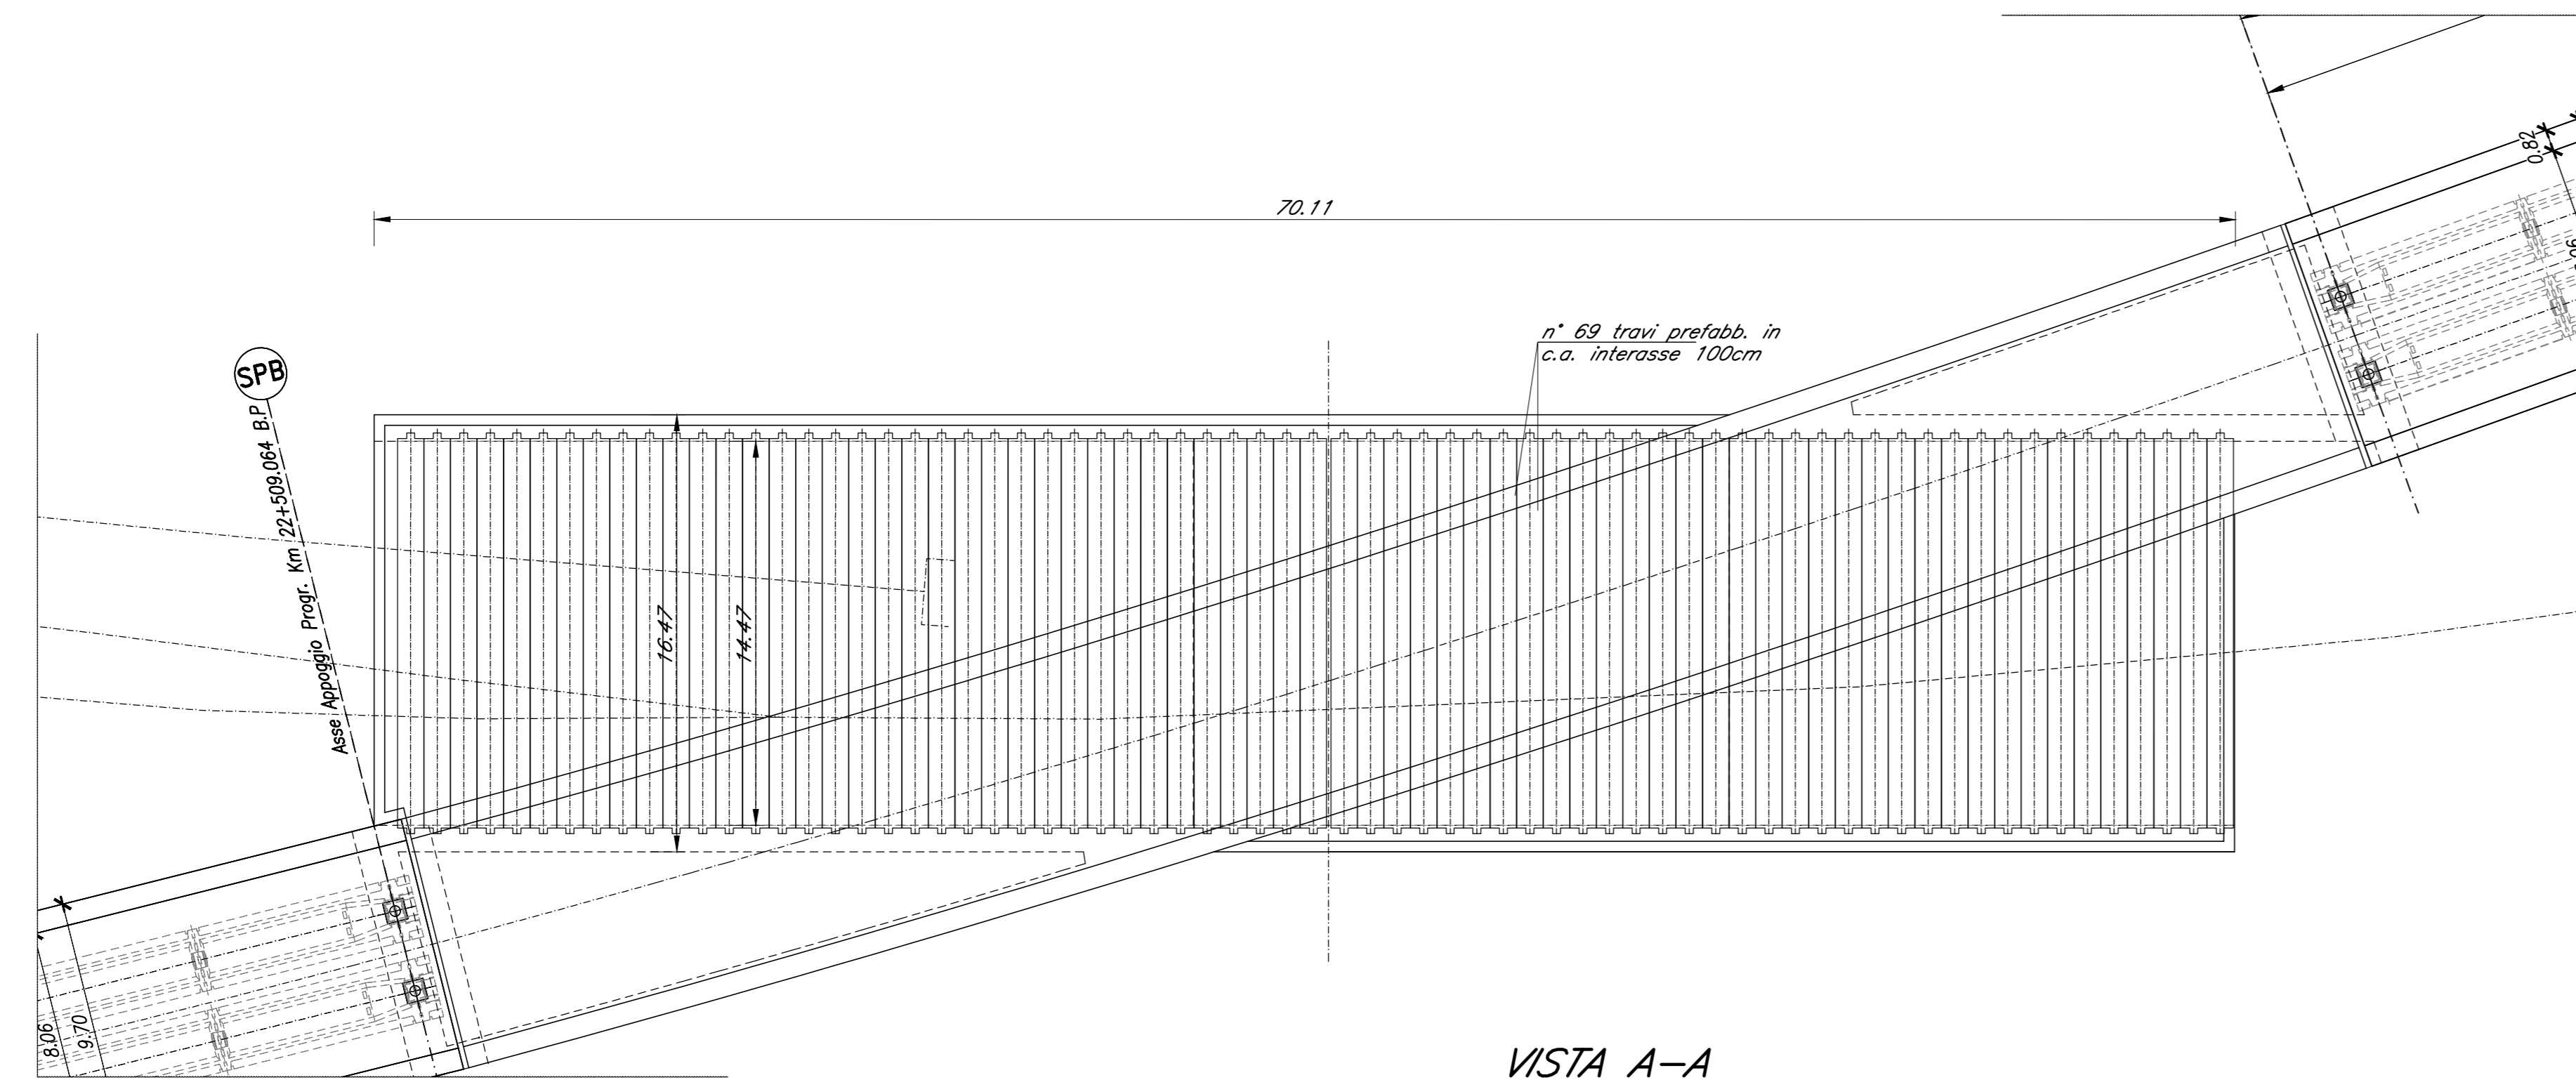 0.82
70.11
n° 69 travi prefabb. in
c.a. interasse 100cm
SPB
Asse Appoggio Progr. Km 22+509.064 B.P
16.47
14.47
8.06
9.70
VISTA A-A